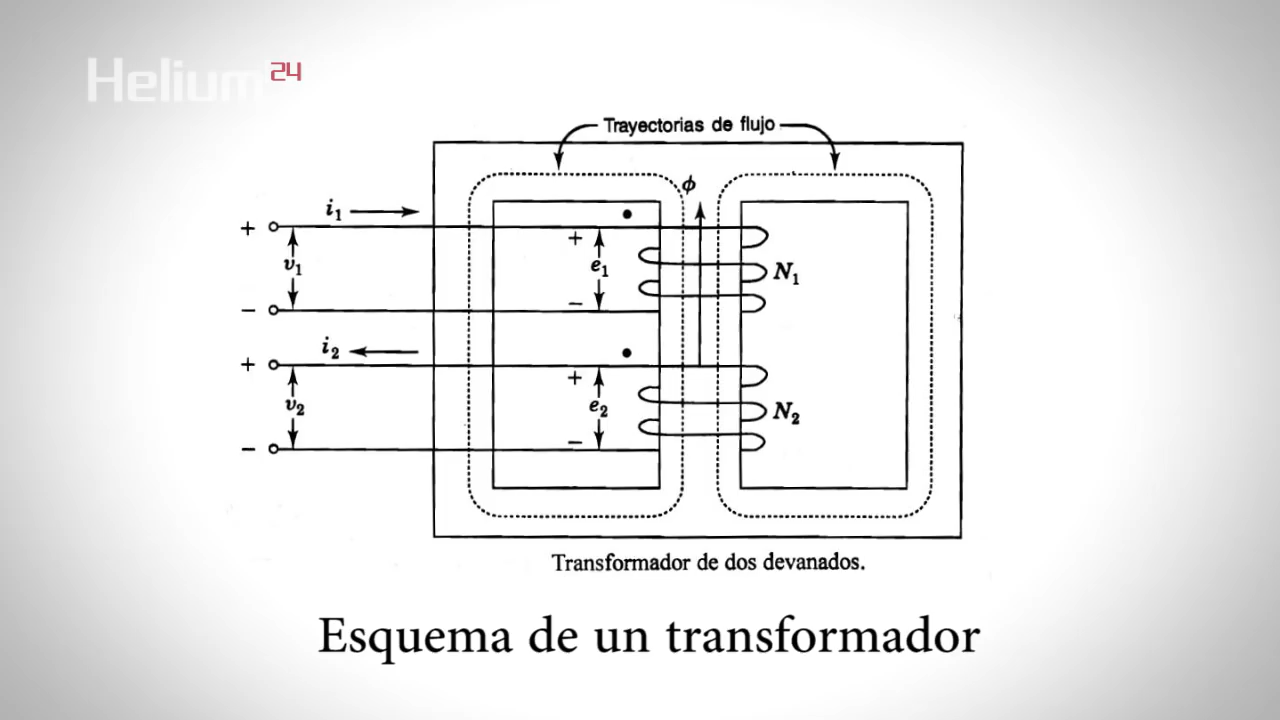 Helium24
Trayectorias de flujo
ϕ
i₁
+
+
v₁
e₁
N₁
−
−
i₂
+
+
v₂
e₂
N₂
−
−
Transformador de dos devanados.
Esquema de un transformador